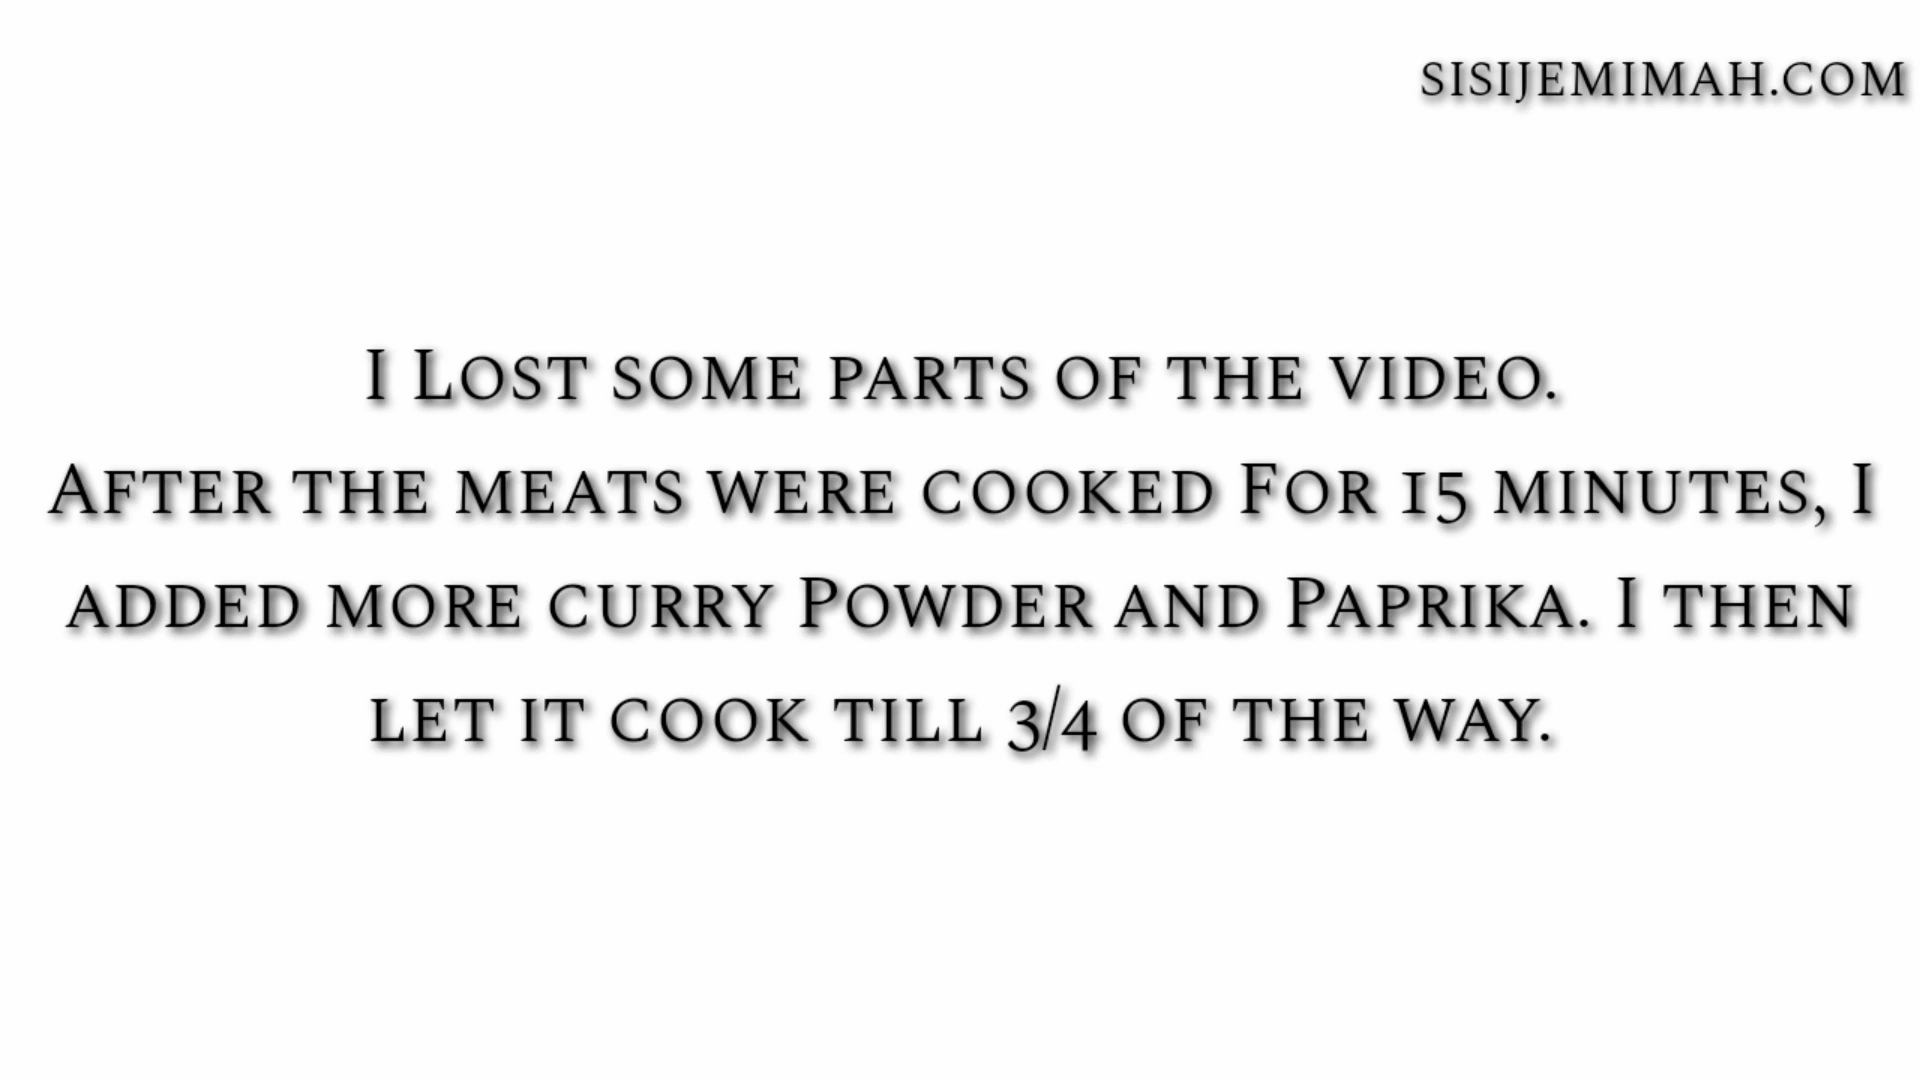 SISIJEMIMAH.COM
I Lost some parts of the video.
After the meats were cooked For 15 minutes, I
added more curry Powder and Paprika. I then
let it cook till 3/4 of the way.